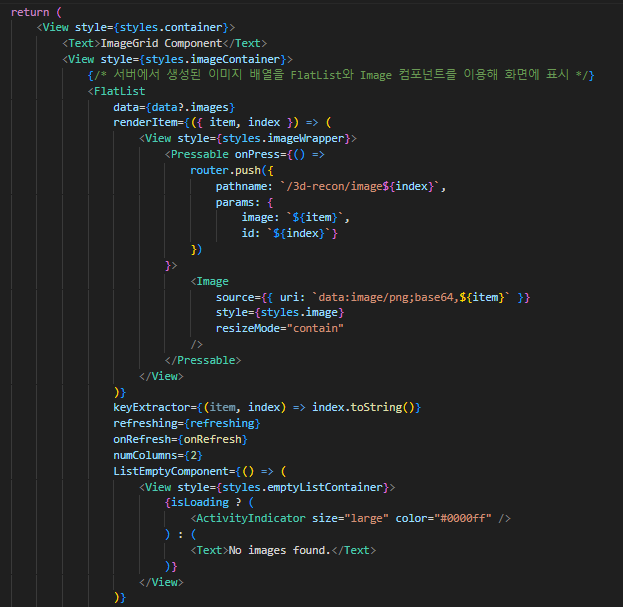 return (
    <View style={styles.container}>
        <Text>ImageGrid Component</Text>
        <View style={styles.imageContainer}>
            {/* 서버에서 생성된 이미지 배열을 FlatList와 Image 컴포넌트를 이용해 화면에 표시 */}
            <FlatList
                data={data?.images}
                renderItem={({ item, index }) => (
                    <View style={styles.imageWrapper}>
                        <Pressable onPress={() =>
                            router.push({
                                pathname: `/3d-recon/image${index}`,
                                params: {
                                    image: `${item}`,
                                    id: `${index}`}
                            })
                        }>
                            <Image
                                source={{ uri: `data:image/png;base64,${item}` }}
                                style={styles.image}
                                resizeMode="contain"
                            />
                        </Pressable>
                    </View>
                )}
                keyExtractor={(item, index) => index.toString()}
                refreshing={refreshing}
                onRefresh={onRefresh}
                numColumns={2}
                ListEmptyComponent={() => (
                    <View style={styles.emptyListContainer}>
                        {isLoading ? (
                            <ActivityIndicator size="large" color="#0000ff" />
                        ) : (
                            <Text>No images found.</Text>
                        )}
                    </View>
                )}